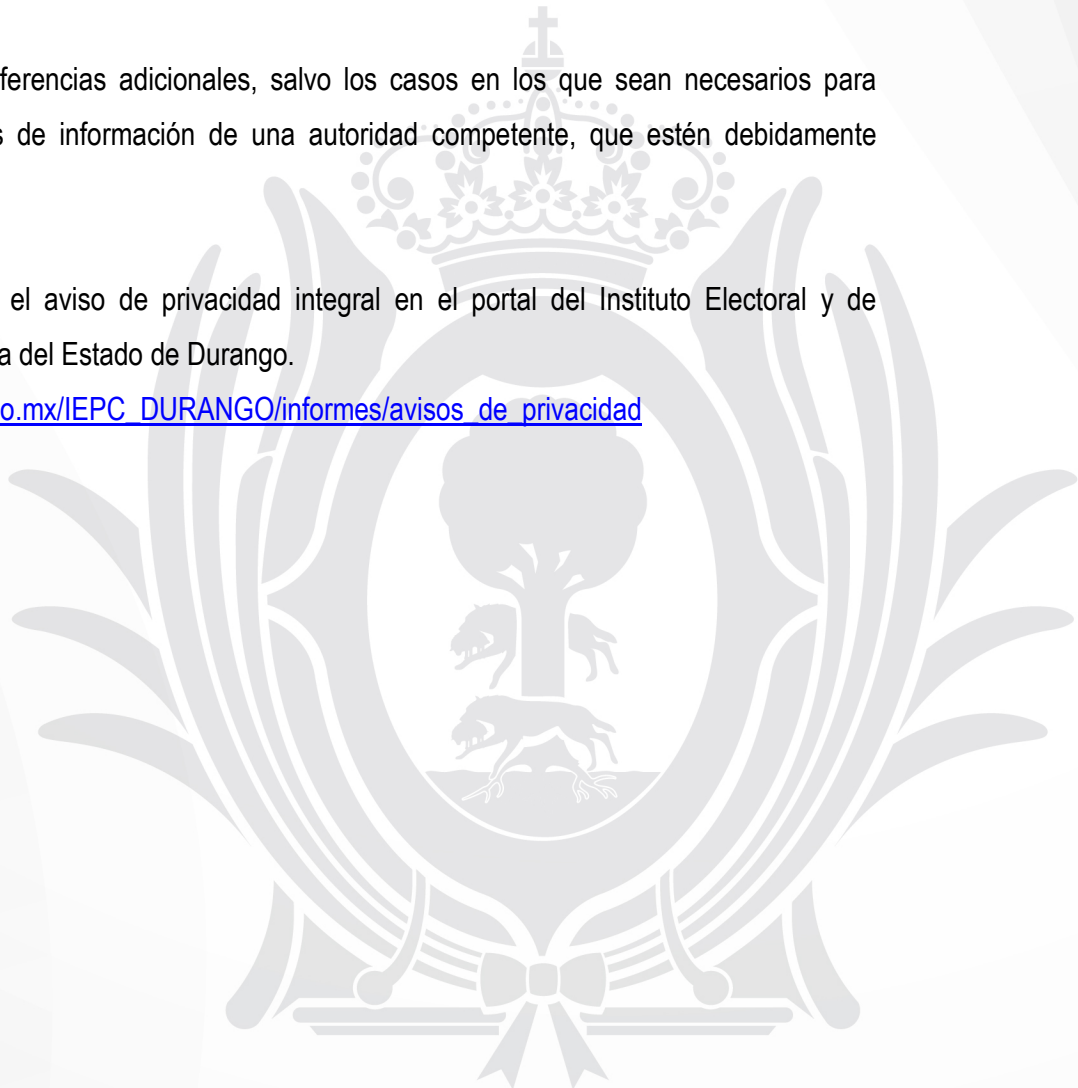 ferencias adicionales, salvo los casos en los que sean necesarios para
s de información de una autoridad competente, que estén debidamente
el aviso de privacidad integral en el portal del Instituto Electoral y de
a del Estado de Durango.
o.mx/IEPC_DURANGO/informes/avisos_de_privacidad